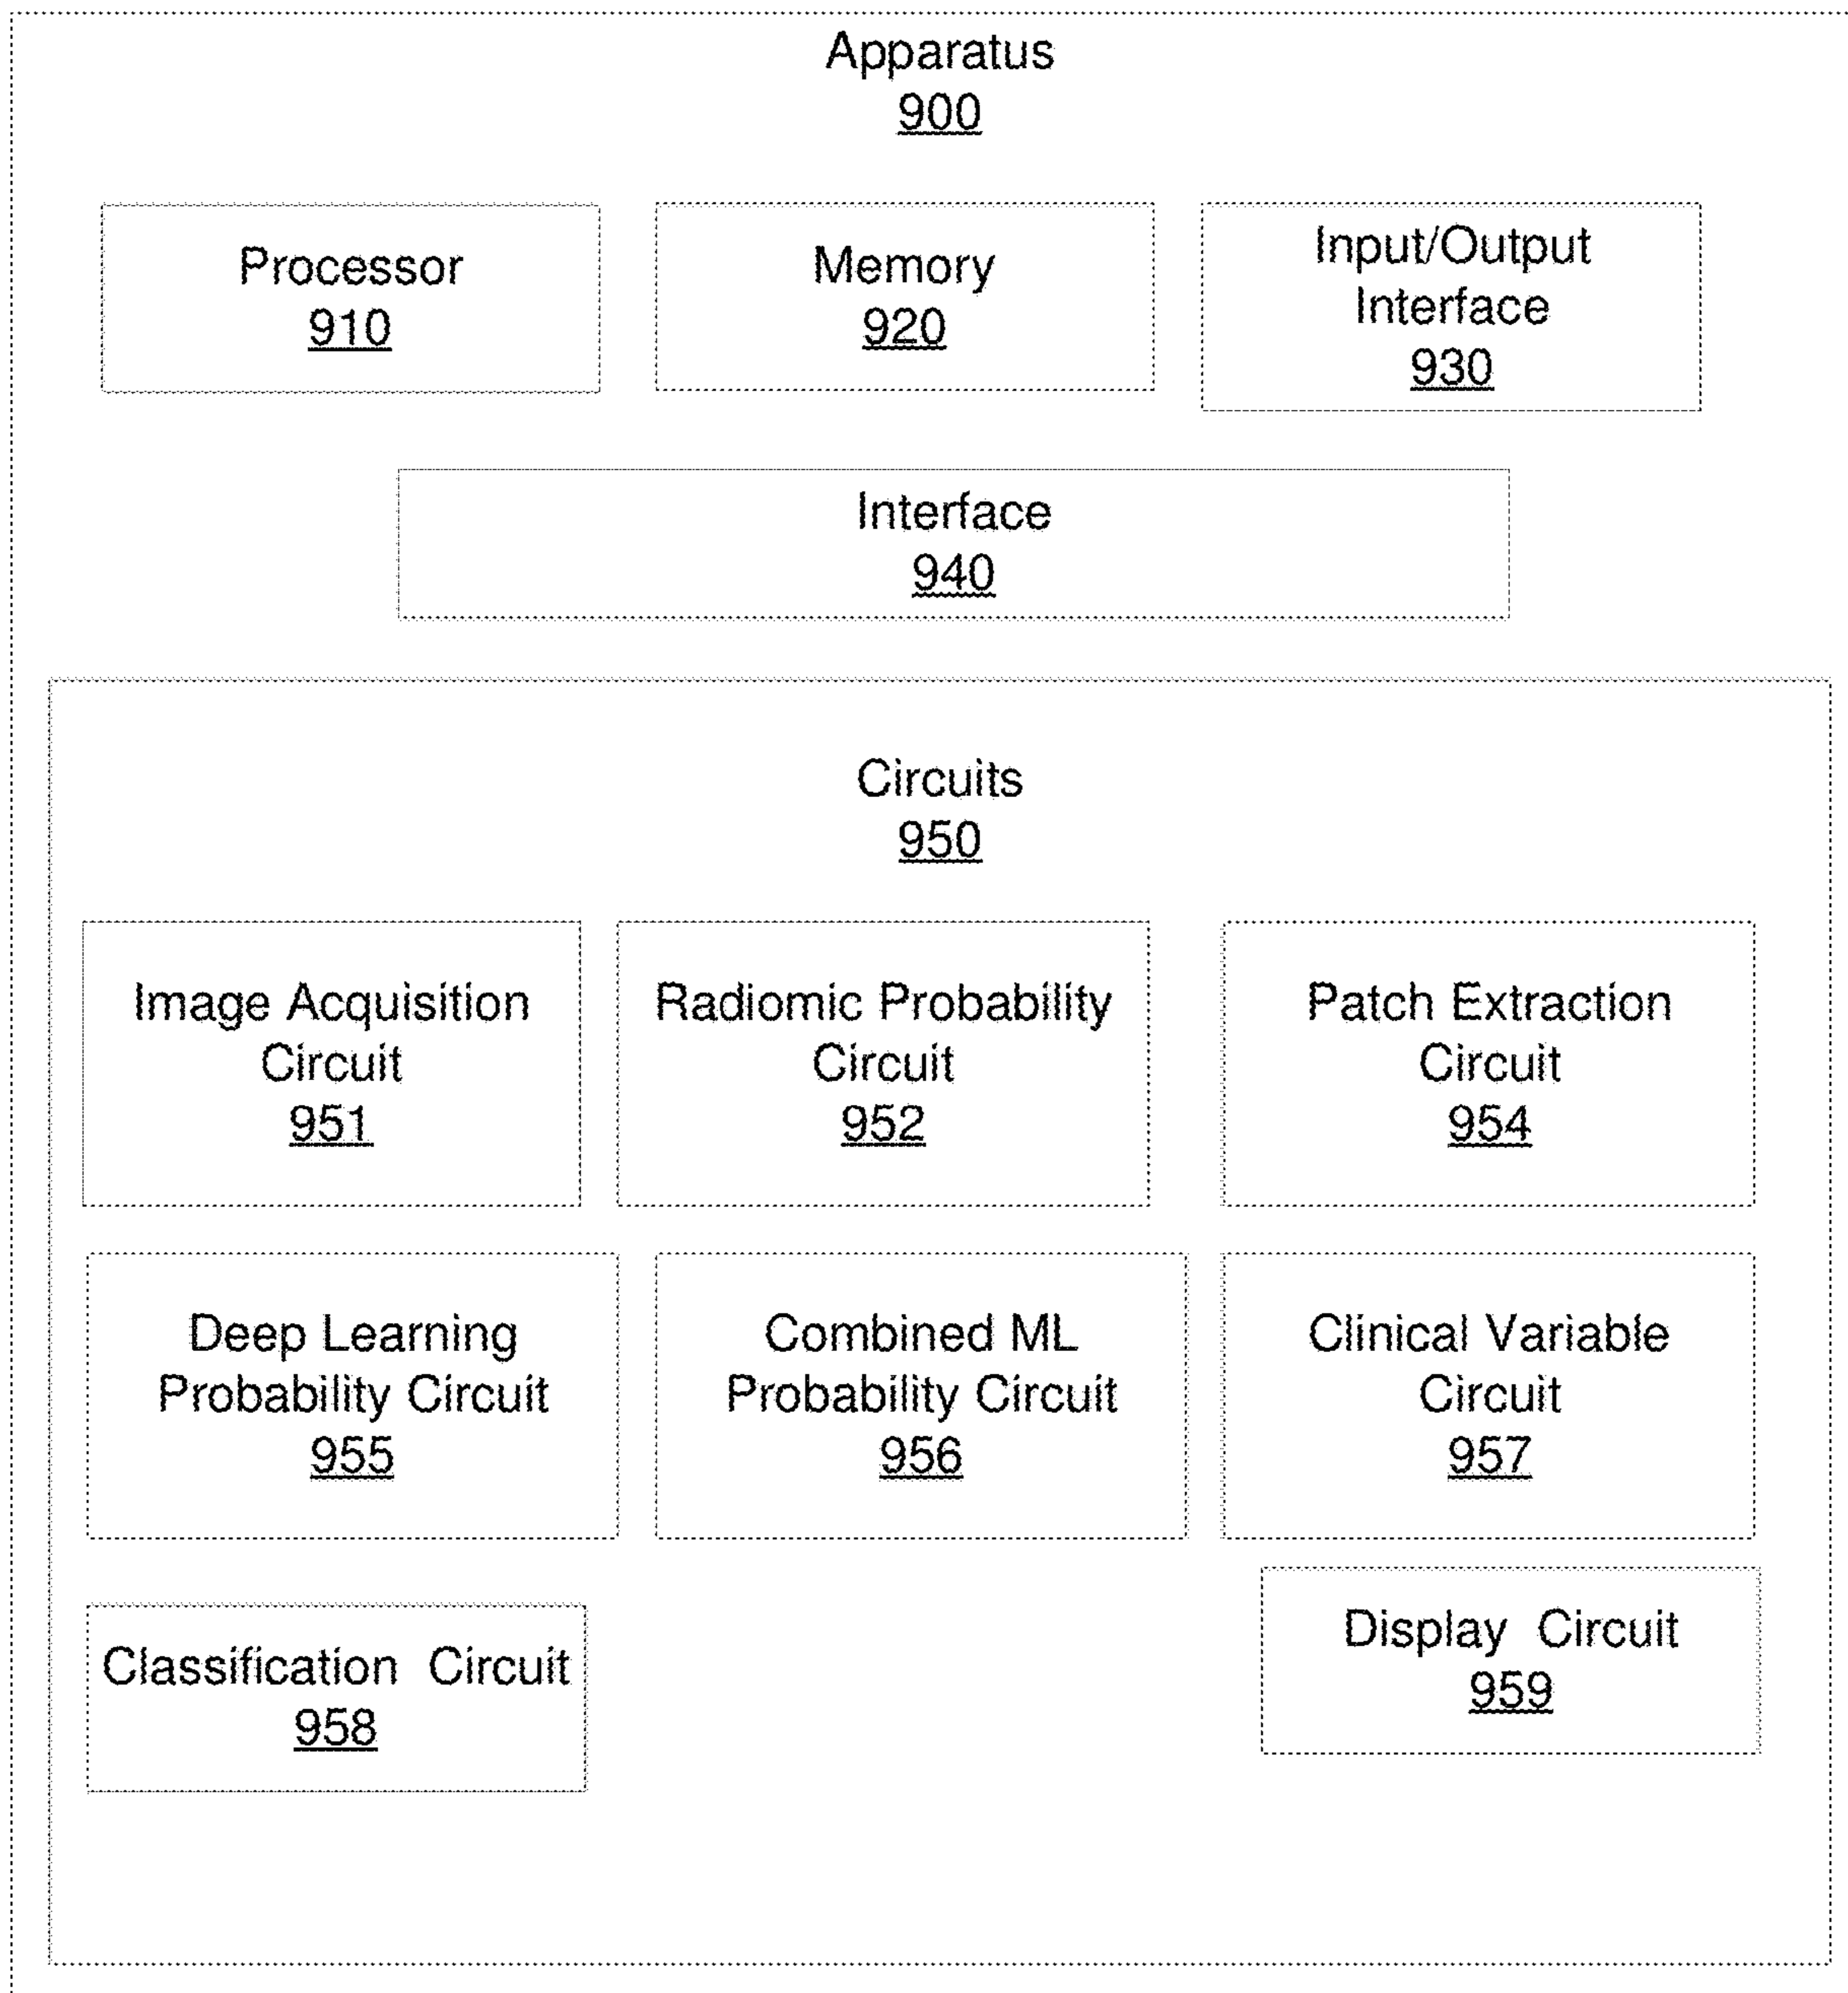 Apparatus
900
Processor
910
Memory
920
Input/Output
Interface
930
Interface
940
Circuits
950
Image Acquisition
Circuit
951
Radiomic Probability
Circuit
952
Patch Extraction
Circuit
954
Deep Learning
Probability Circuit
955
Combined ML
Probability Circuit
956
Clinical Variable
Circuit
957
Classification Circuit
958
Display Circuit
959